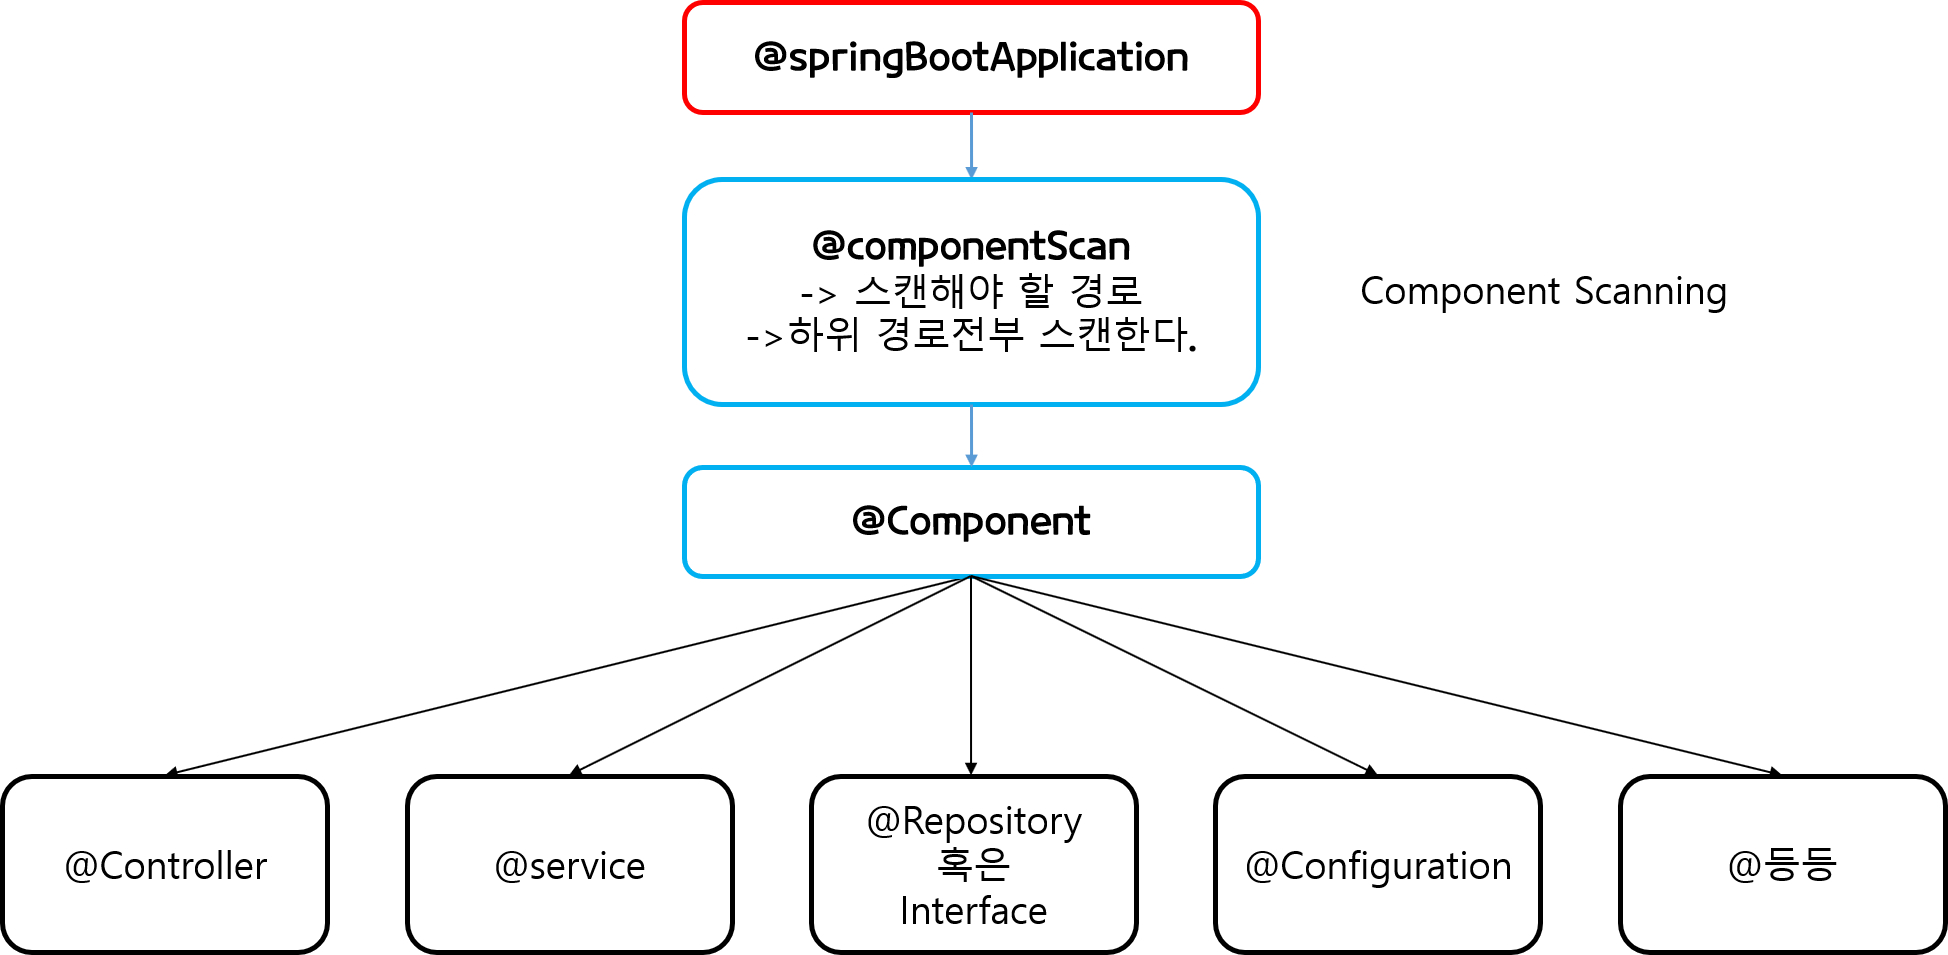 @springBootApplication
@componentScan
-> 스캔해야 할 경로
->하위 경로전부 스캔한다.
Component Scanning
@Component
@Controller
@service
@Repository
혹은
Interface
@Configuration
@등등